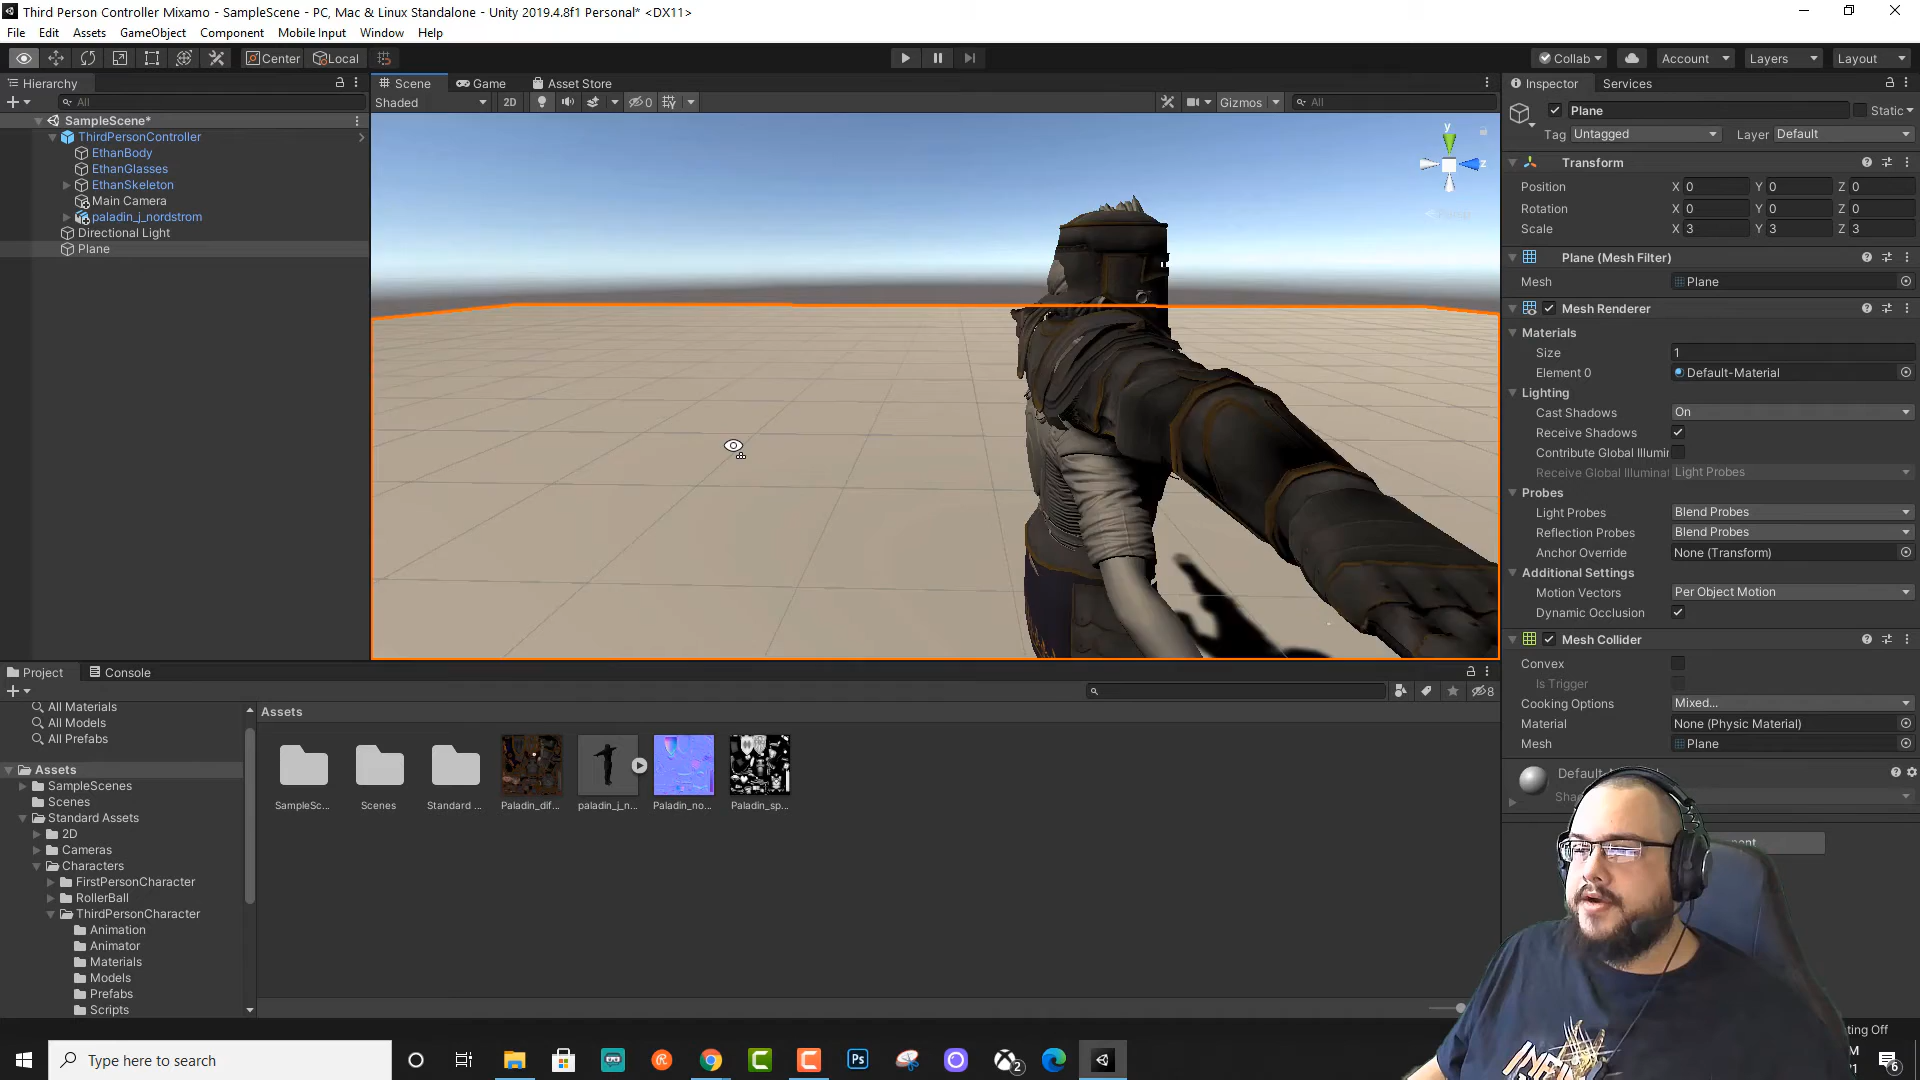 Third Person Controller Mixamo - SampleScene - PC, Mac & Linux Standalone - Unity 2019.4.8f1 Personal* <DX11>
File Edit Assets GameObject Component Mobile Input Window Help
Center Local Collab Account Layers Layout
Hierarchy Scene Game Asset Store Inspector Services
All Shaded 2D 0 Gizmos All Plane Static
SampleScene*
ThirdPersonController
EthanBody
EthanGlasses
EthanSkeleton
Main Camera
paladin_j_nordstrom
Directional Light
Plane
y
z
Tag Untagged Layer Default
Transform
Position X 0 Y 0 Z 0
Rotation X 0 Y 0 Z 0
Scale X 3 Y 3 Z 3
Plane (Mesh Filter)
Mesh Plane
Mesh Renderer
Materials
Size 1
Element 0 Default-Material
Lighting
Cast Shadows On
Receive Shadows
Contribute Global Illumi
Receive Global Illuminat Light Probes
Probes
Light Probes Blend Probes
Reflection Probes Blend Probes
Anchor Override None (Transform)
Additional Settings
Motion Vectors Per Object Motion
Dynamic Occlusion
Mesh Collider
Convex
Is Trigger
Cooking Options Mixed...
Material None (Physic Material)
Mesh Plane
Project Console
8
All Materials
All Models
All Prefabs
Assets
SampleScenes
Scenes
Standard Assets
2D
Cameras
Characters
FirstPersonCharacter
RollerBall
ThirdPersonCharacter
Animation
Animator
Materials
Models
Prefabs
Scripts
Assets
SampleSc... Scenes Standard ... Paladin_dif... paladin_j_n... Paladin_no... Paladin_sp...
Type here to search
Ps
2
6